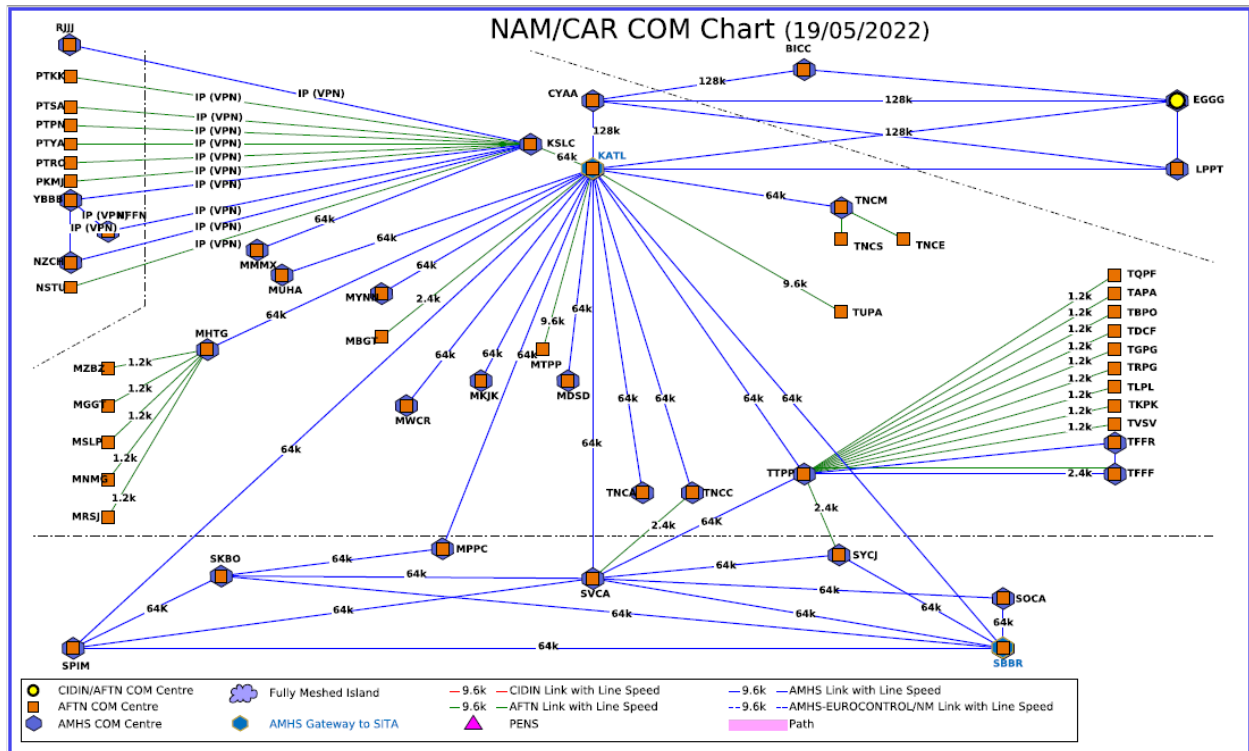 NAM/CAR COM Chart (19/05/2022)
RJJJ
BICC
PTKK
IP (VPN)
IP (VPN)
128k
CYAA
128k
EGGG
PTSA
IP (VPN)
PTPN
IP (VPN)
128k
128k
PTYA
IP (VPN)
KSLC
PTRO
IP (VPN)
64k
KATL
LPPT
PKMJ
IP (VPN)
YBBB
IP (VPN)
64k
TNCM
IP (VPN)
NFFN
IP (VPN)
IP (VPN)
64k
IP (VPN)
64k
TNCS
TNCE
NZCH
MMMX
64k
TQPF
NSTU
MUHA
9.6k
1.2k
TAPA
MYNN
2.4k
1.2k
TBPO
MHTG
64k
64k
TUPA
1.2k
TDCF
MBGT
9.6k
1.2k
TGPG
MZBZ
1.2k
64k
64k
MTPP
64k
1.2k
TRPG
1.2k
TLPL
MGGT
1.2k
MKJK
MDSD
1.2k
TKPK
MWCR
64k
64k
64k
64k
1.2k
TVSV
MSLP
1.2k
1.2k
TFFR
64k
64k
MNMG
1.2k
TTPP
2.4k
TFFF
MRSJ
1.2k
TNCA
TNCC
2.4k
64k
2.4k
SKBO
64k
MPPC
SYCJ
64k
64k
SVCA
64k
SOCA
64k
64k
64k
64k
64k
64k
64k
SPIM
64k
SBBR
CIDIN/AFTN COM Centre
Fully Meshed Island
9.6k CIDIN Link with Line Speed
9.6k AMHS Link with Line Speed
AFTN COM Centre
9.6k AFTN Link with Line Speed
9.6k AMHS-EUROCONTROL/NM Link with Line Speed
AMHS COM Centre
AMHS Gateway to SITA
PENS
Path